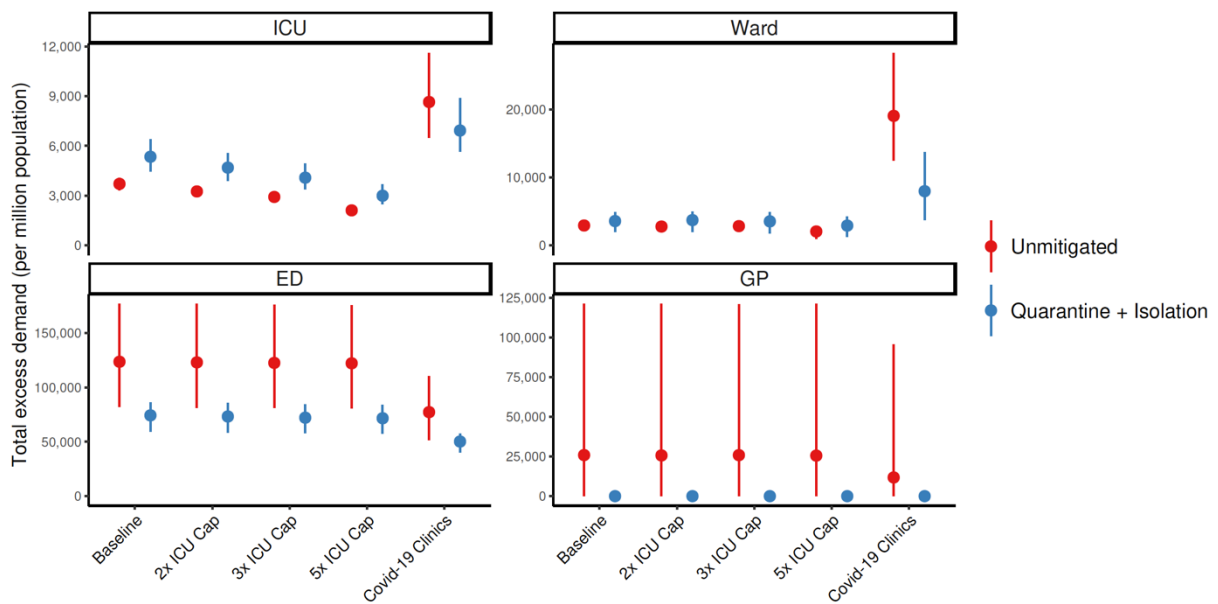 ICU
Ward
Total excess demand (per million population)
12,000
9,000
6,000
3,000
0
20,000
10,000
0
Unmitigated
Quarantine + Isolation
ED
GP
150,000
100,000
50,000
0
125,000
100,000
75,000
50,000
25,000
0
Baseline
2x ICU Cap
3x ICU Cap
5x ICU Cap
Covid-19 Clinics
Baseline
2x ICU Cap
3x ICU Cap
5x ICU Cap
Covid-19 Clinics